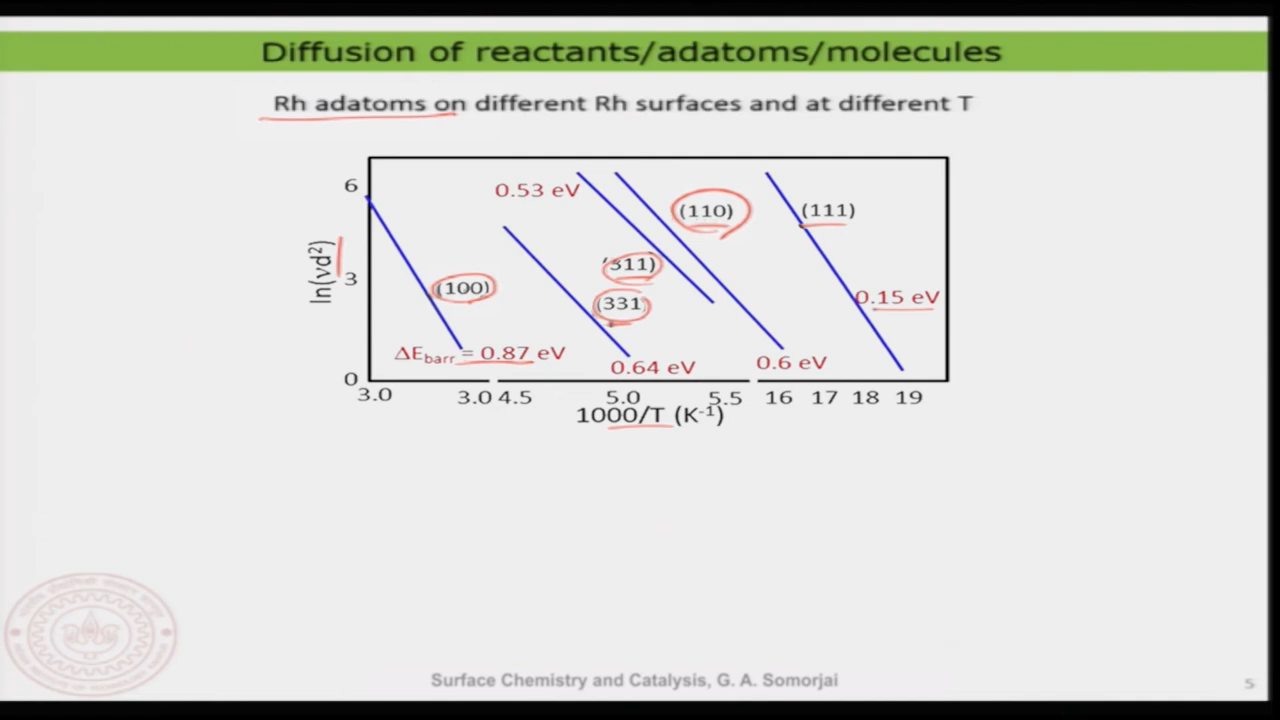 Diffusion of reactants/adatoms/molecules
Rh adatoms on different Rh surfaces and at different T
6
3
0
ln(νd²)
0.53 eV
(110)
(111)
(311)
(100)
(331)
0.15 eV
ΔEbarr = 0.87 eV
0.64 eV
0.6 eV
3.0 3.0 4.5 5.0 5.5 16 17 18 19
1000/T (K-1)
Surface Chemistry and Catalysis, G. A. Somorjai
5